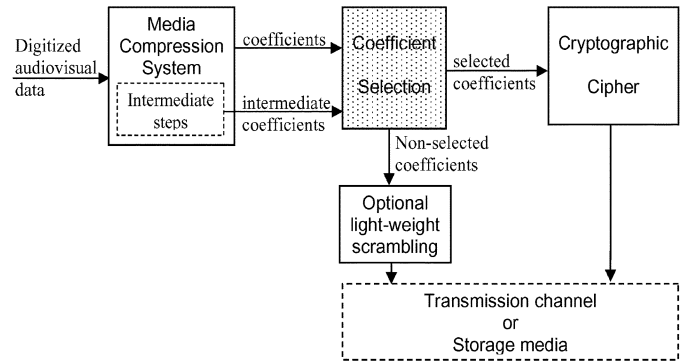 Digitized
audiovisual
data
Media
Compression
System
Intermediate
steps
coefficients
intermediate
coefficients
Coefficient
Selection
selected
coefficients
Cryptographic
Cipher
Non-selected
coefficients
Optional
light-weight
scrambling
Transmission channel
or
Storage media